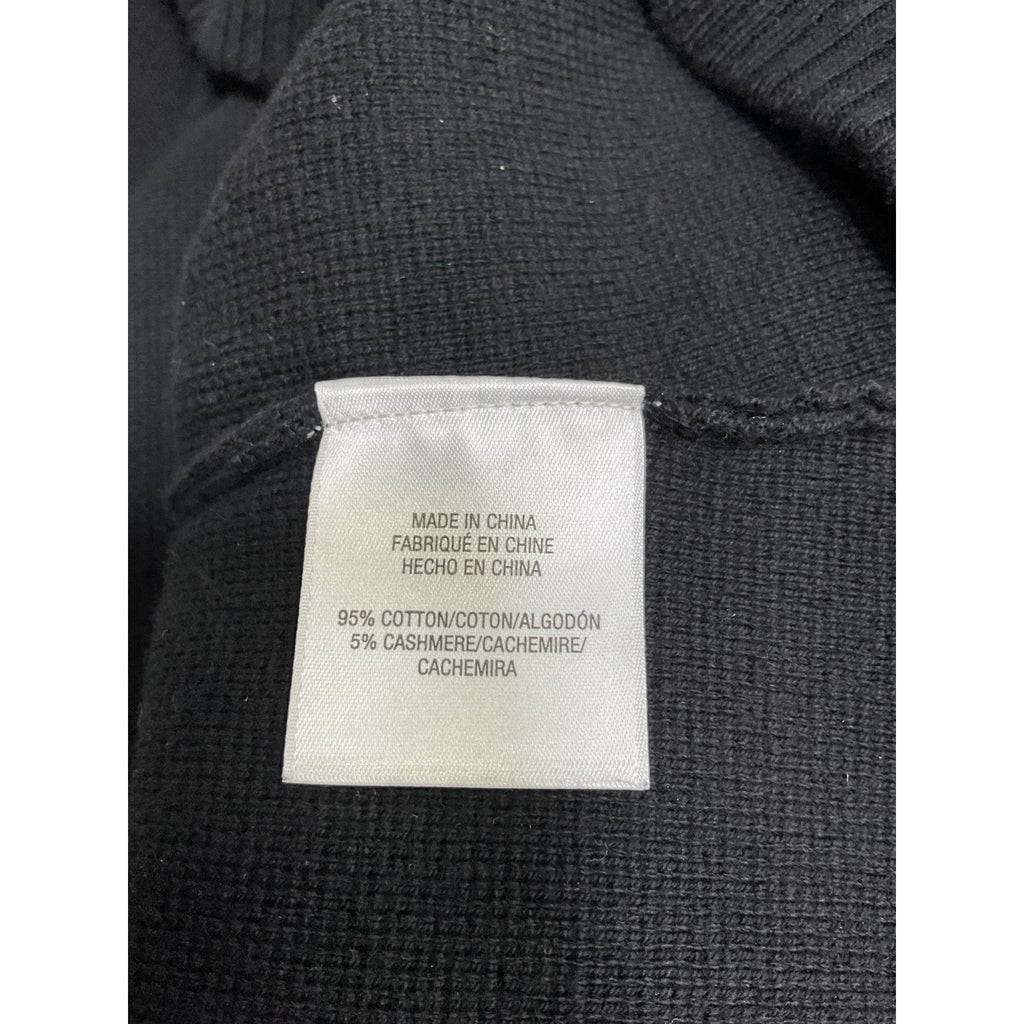 MADE IN CHINA
FABRIQUÉ EN CHINE
HECHO EN CHINA
95% COTTON/COTON/ALGODÓN
5% CASHMERE/CACHEMIRE/
CACHEMIRA